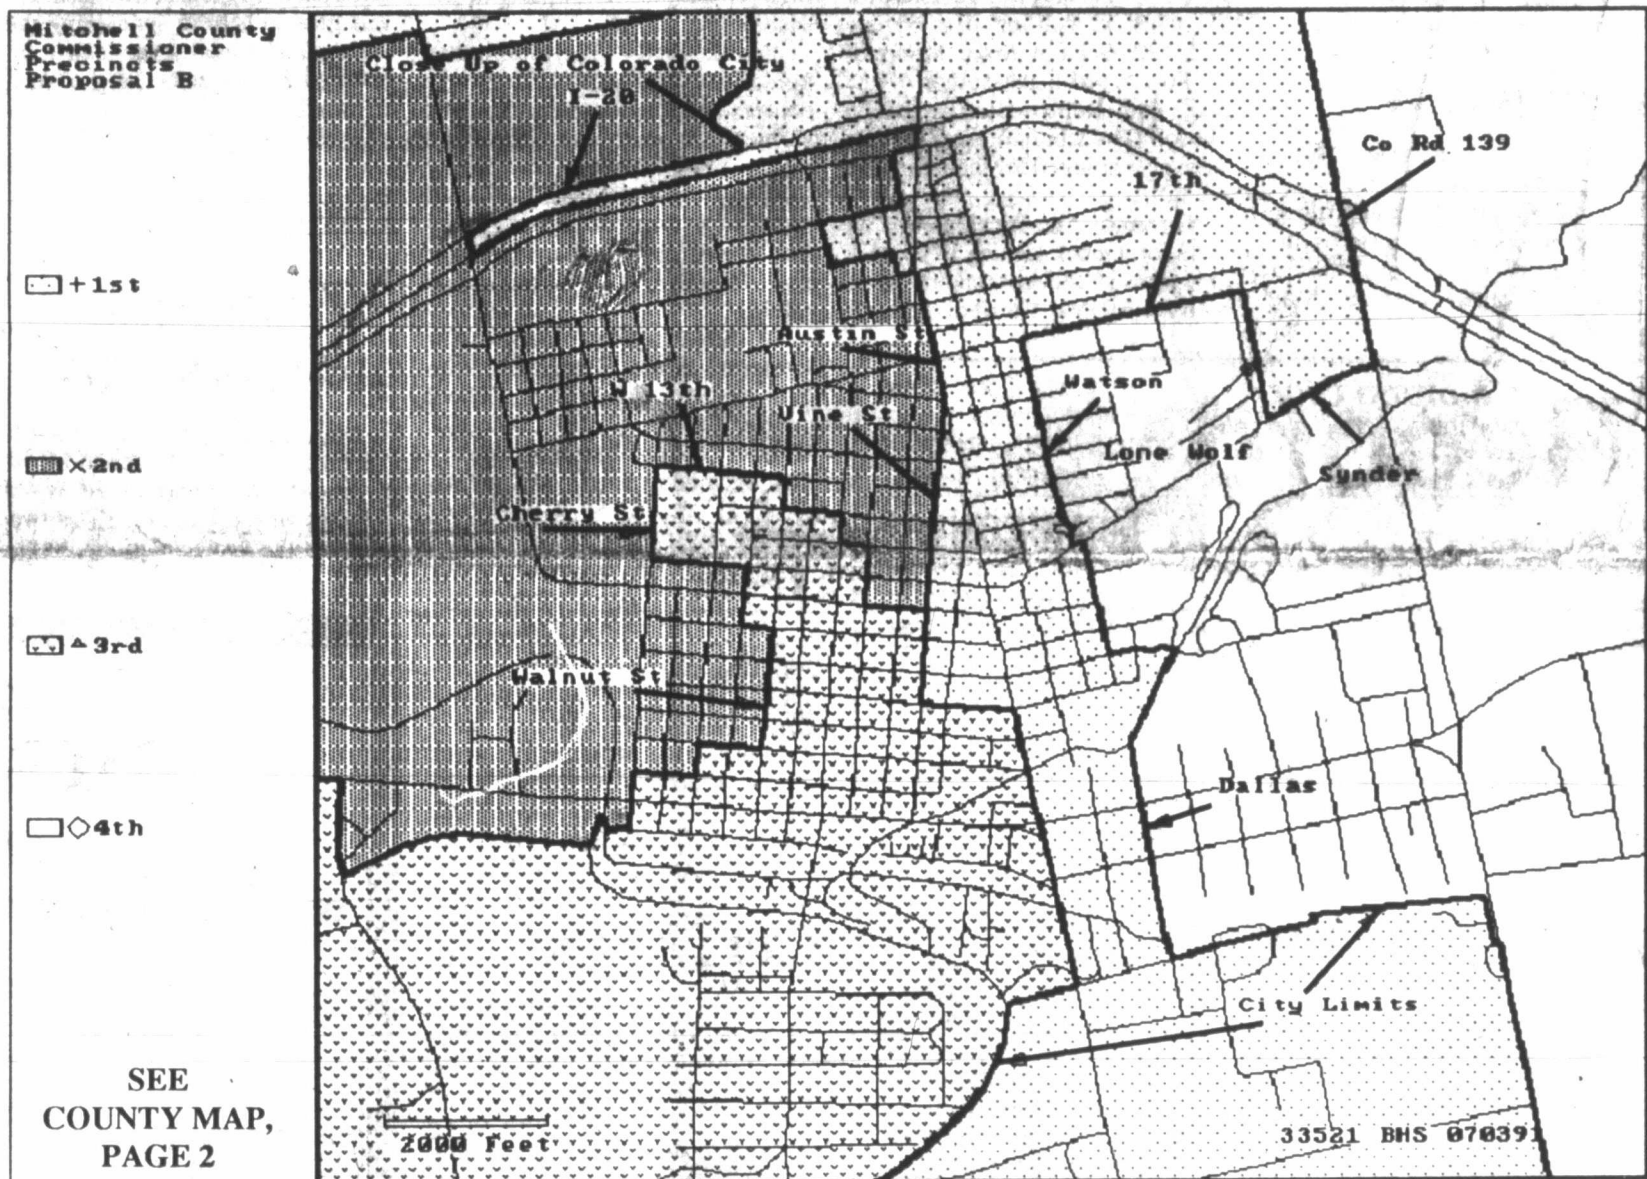 Mitchell County
Commissioner
Precincts
Proposal B
+1st
×2nd
3rd
◇4th
SEE
COUNTY MAP,
PAGE 2
Close Up of Colorado City
I-20
Co Rd 139
17th
Austin St
Watson
W 13th
Vine St
Lone Wolf
Synder
Cherry St
Walnut St
Dallas
City Limits
2000 Feet
33521 BHS 070391